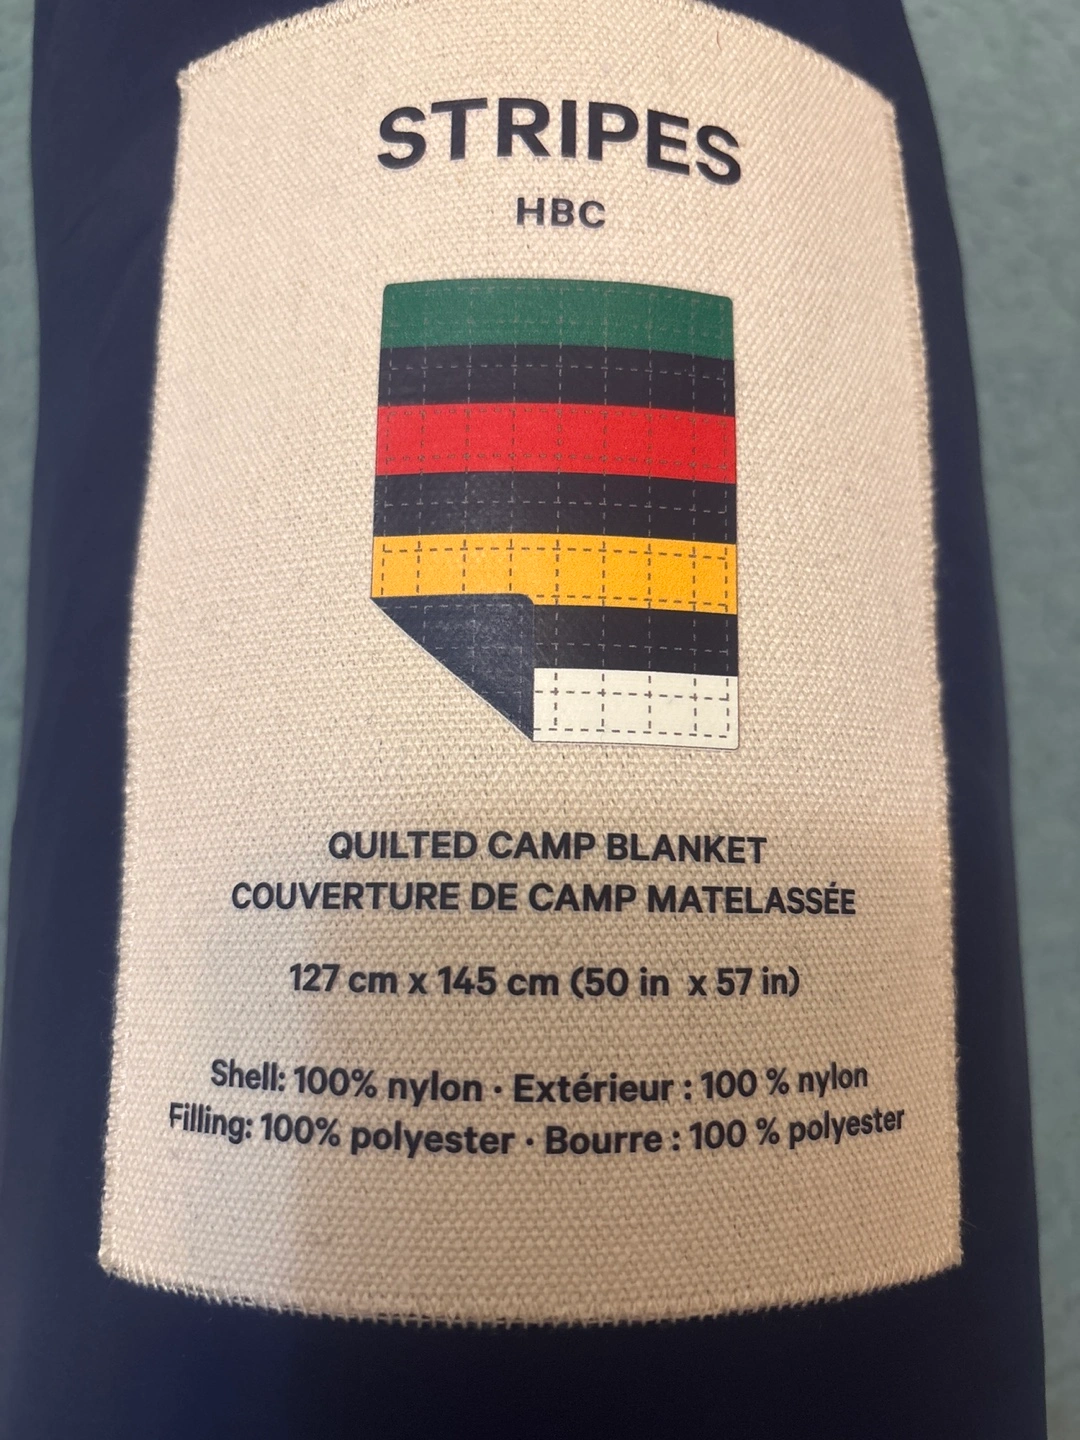 STRIPES
HBC
QUILTED CAMP BLANKET
COUVERTURE DE CAMP MATELASSÉE
127 cm x 145 cm (50 in x 57 in)
Shell: 100% nylon · Extérieur : 100 % nylon
Filling: 100% polyester · Bourre : 100 % polyester